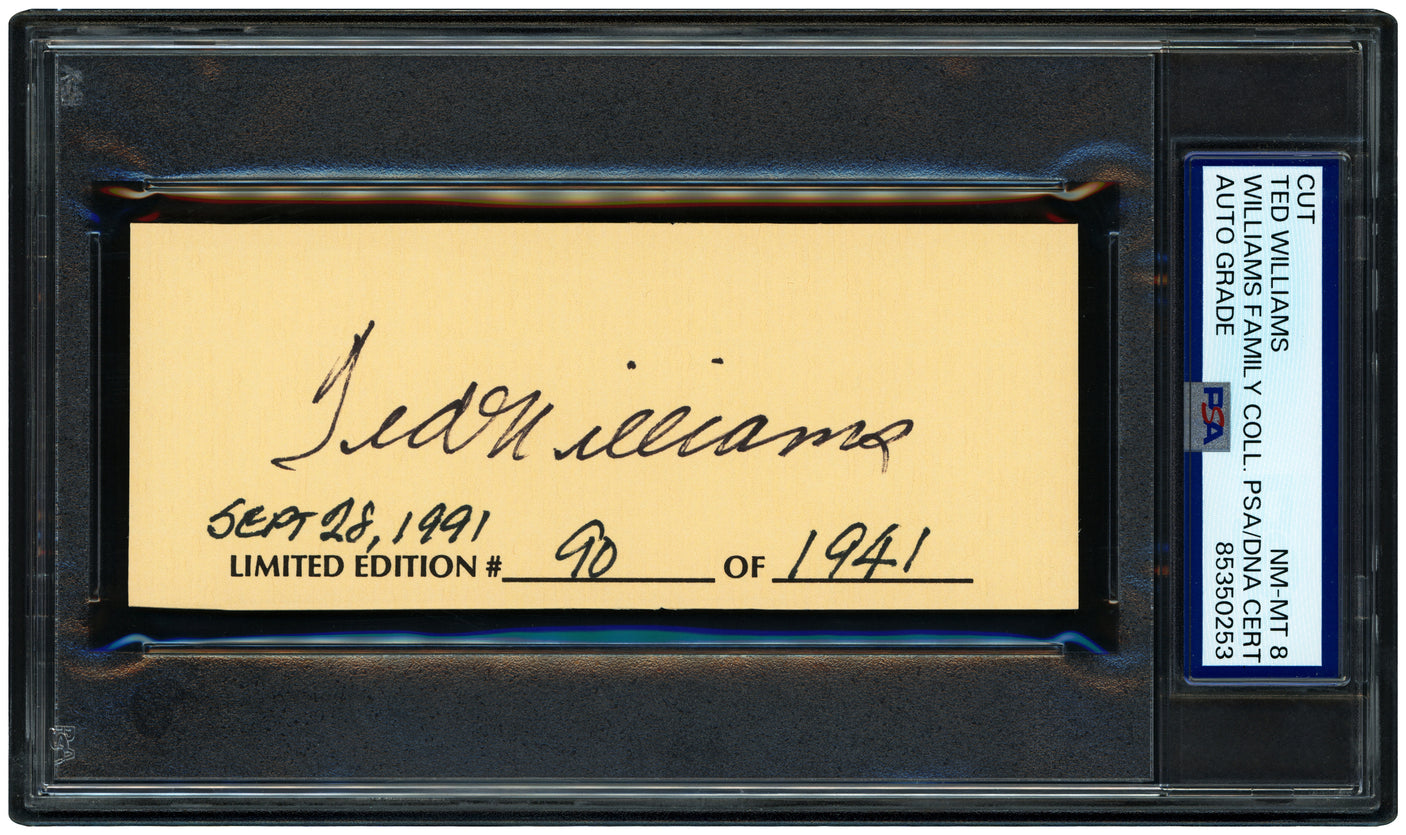 Ted Williams
SEPT 28, 1991
LIMITED EDITION # 90 OF 1941
CUT
TED WILLIAMS NM-MT 8
WILLIAMS FAMILY COLL. PSA/DNA CERT
AUTO GRADE 85350253
PSA
PSA